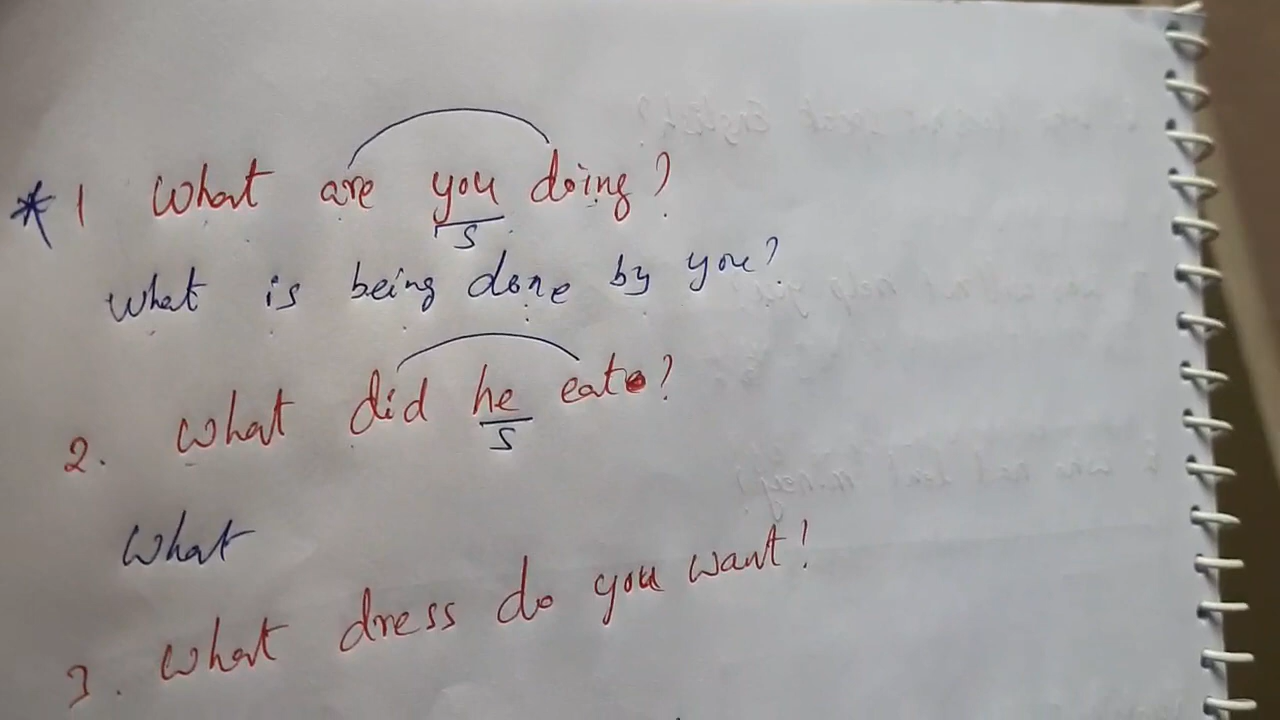 * 1 What are you doing?
S
What is being done by you?
2. What did he eat?
S
What
3. What dress do you want!